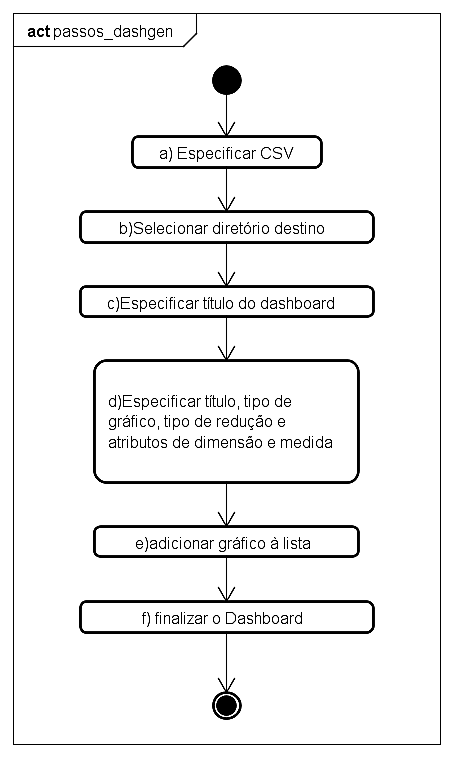 act passos_dashgen
a) Especificar CSV
b)Selecionar diretório destino
c)Especificar título do dashboard
d)Especificar título, tipo de
gráfico, tipo de redução e
atributos de dimensão e medida
e)adicionar gráfico à lista
f) finalizar o Dashboard